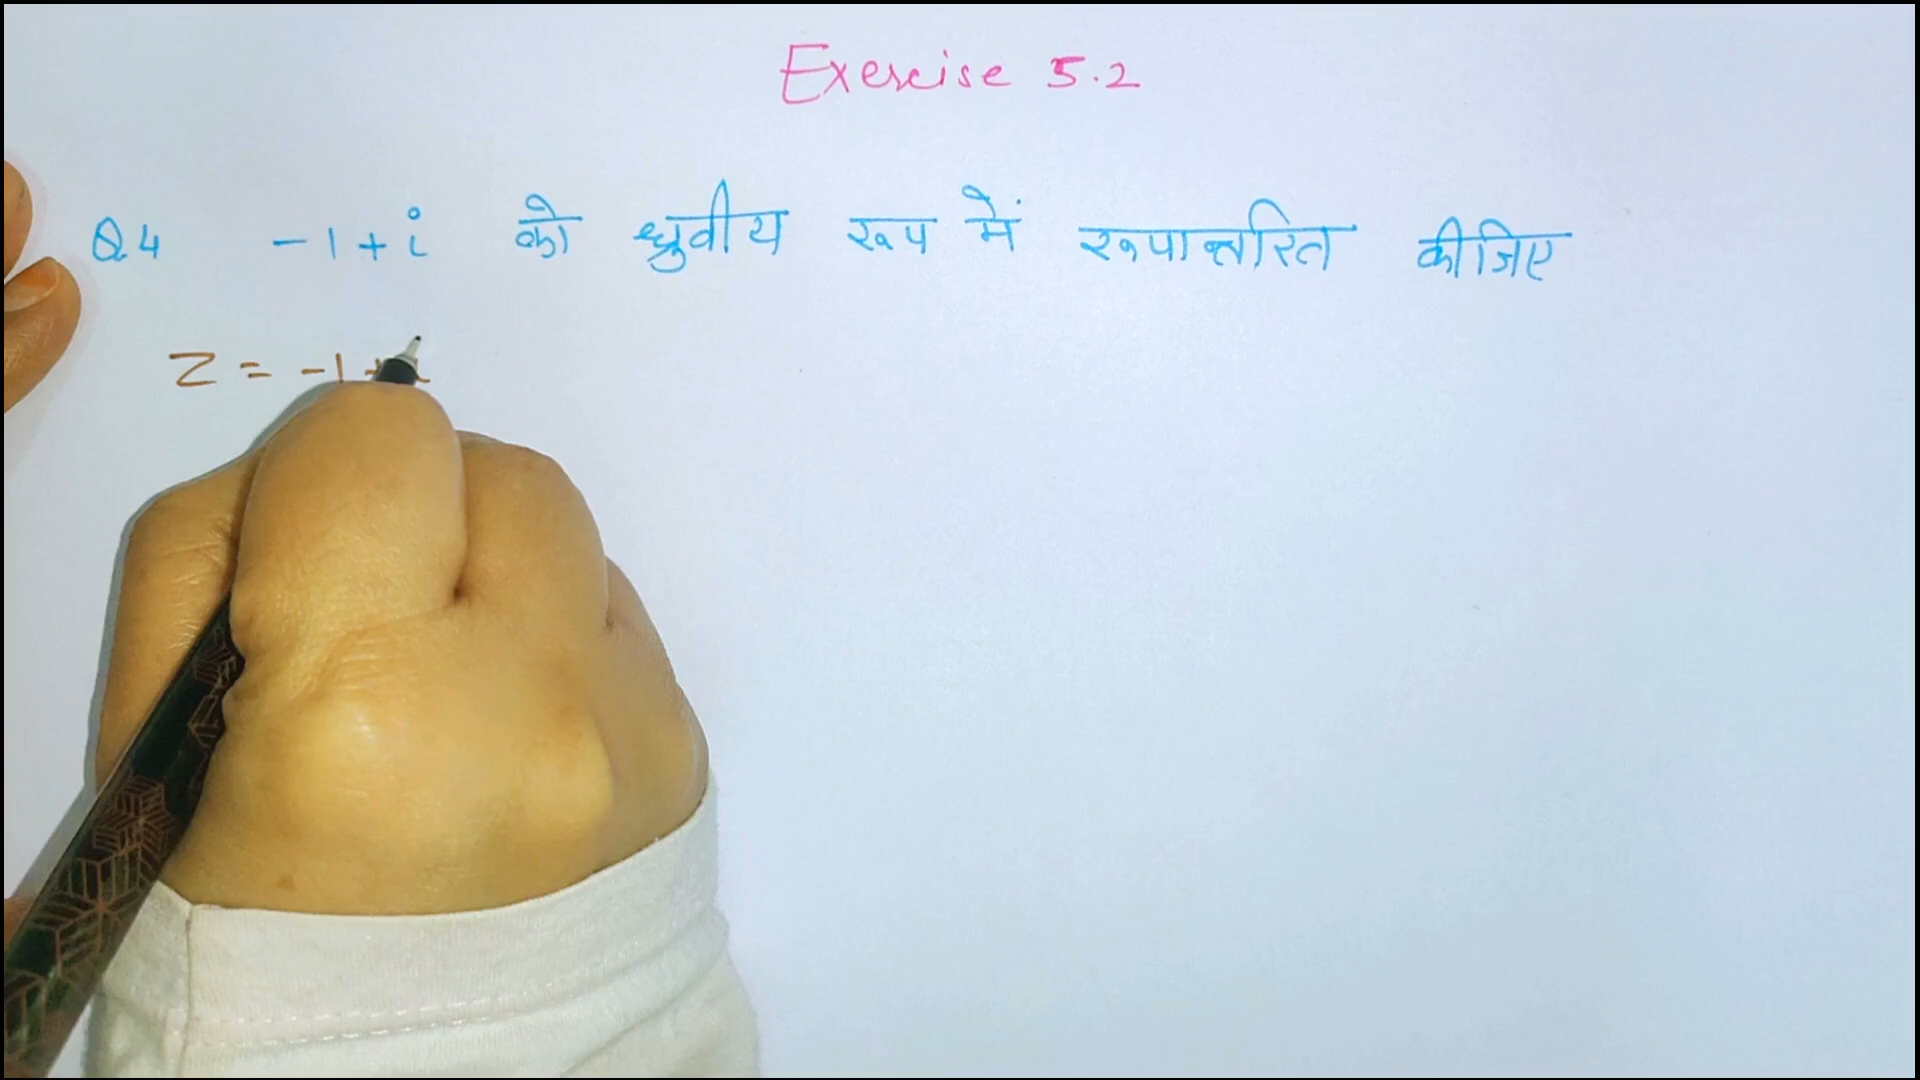 Exercise 5.2
Q.4 -1+i को ध्रुवीय रूप में रूपान्तरित कीजिए
Z = -1+i